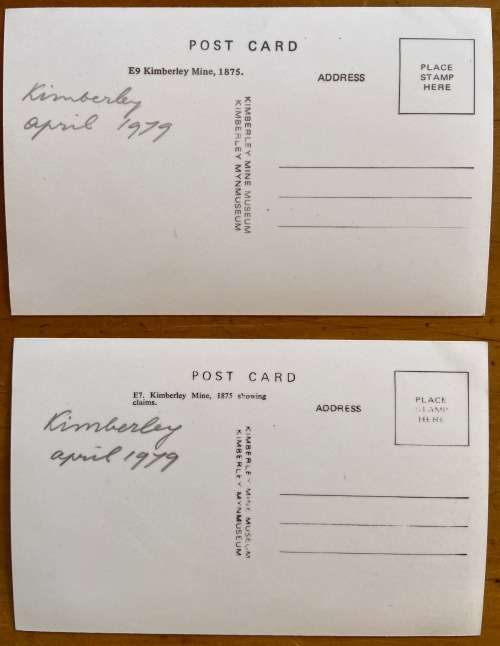 POST CARD
E9 Kimberley Mine, 1875.
ADDRESS
PLACE
STAMP
HERE
Kimberley
april 1979
KIMBERLEY MINE MUSEUM
KIMBERLEY MYNMUSEUM
POST CARD
E7. Kimberley Mine, 1875 showing
claims.
ADDRESS
PLACE
STAMP
HERE
Kimberley
april 1979
KIMBERLEY MINE MUSEUM
KIMBERLEY MYNMUSEUM